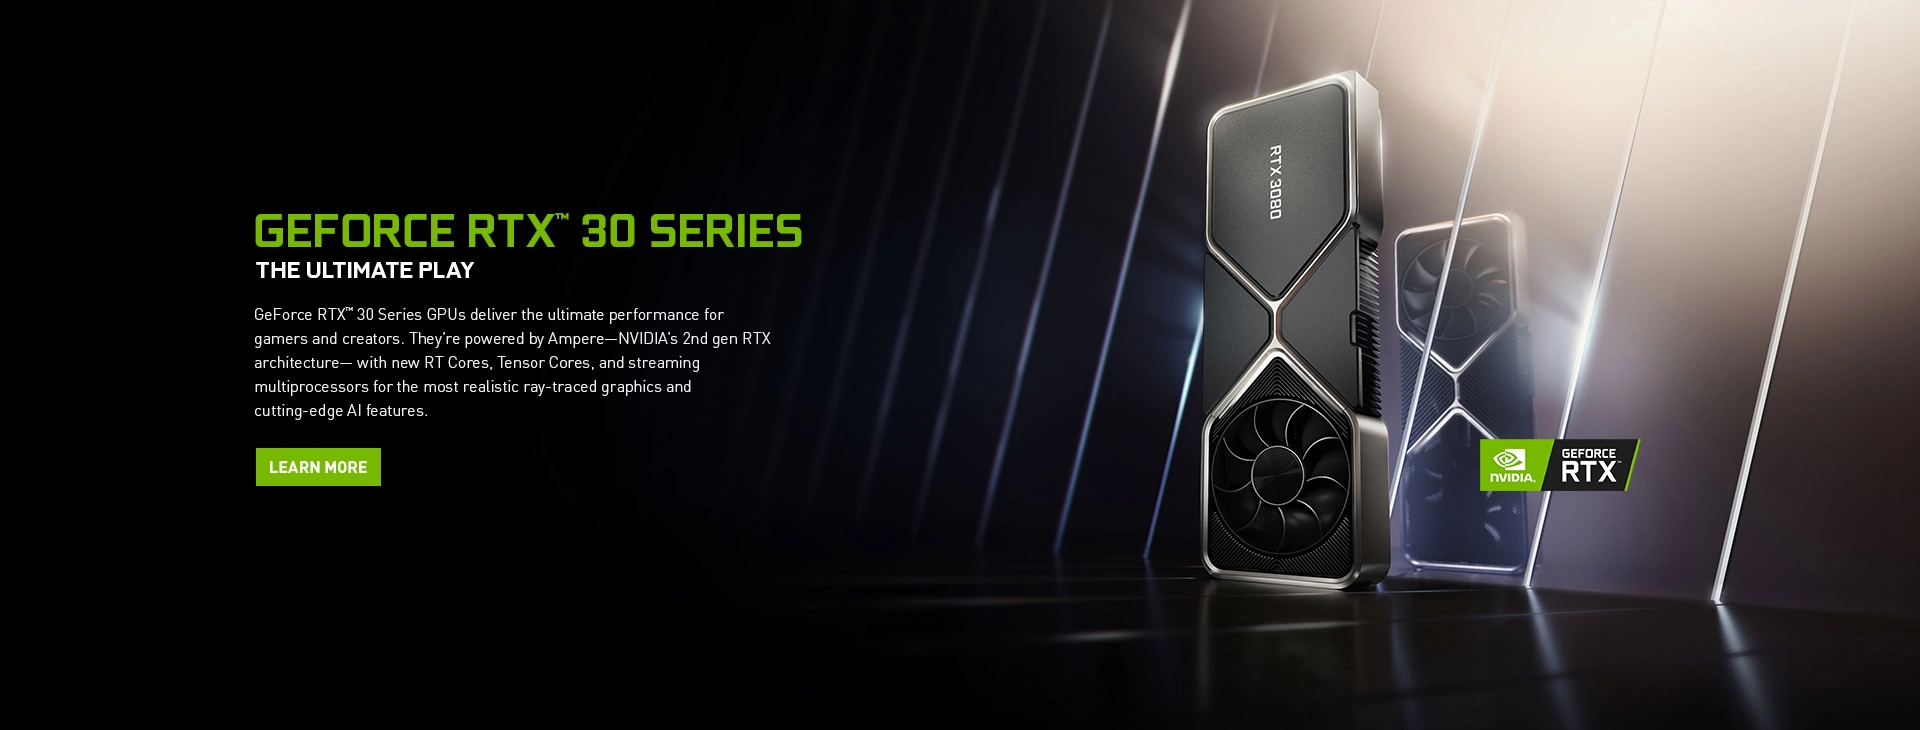 GEFORCE RTX™ 30 SERIES
THE ULTIMATE PLAY
GeForce RTX™ 30 Series GPUs deliver the ultimate performance for
gamers and creators. They're powered by Ampere—NVIDIA's 2nd gen RTX
architecture— with new RT Cores, Tensor Cores, and streaming
multiprocessors for the most realistic ray-traced graphics and
cutting-edge AI features.
LEARN MORE
RTX 3080
NVIDIA.
GEFORCE
RTX™